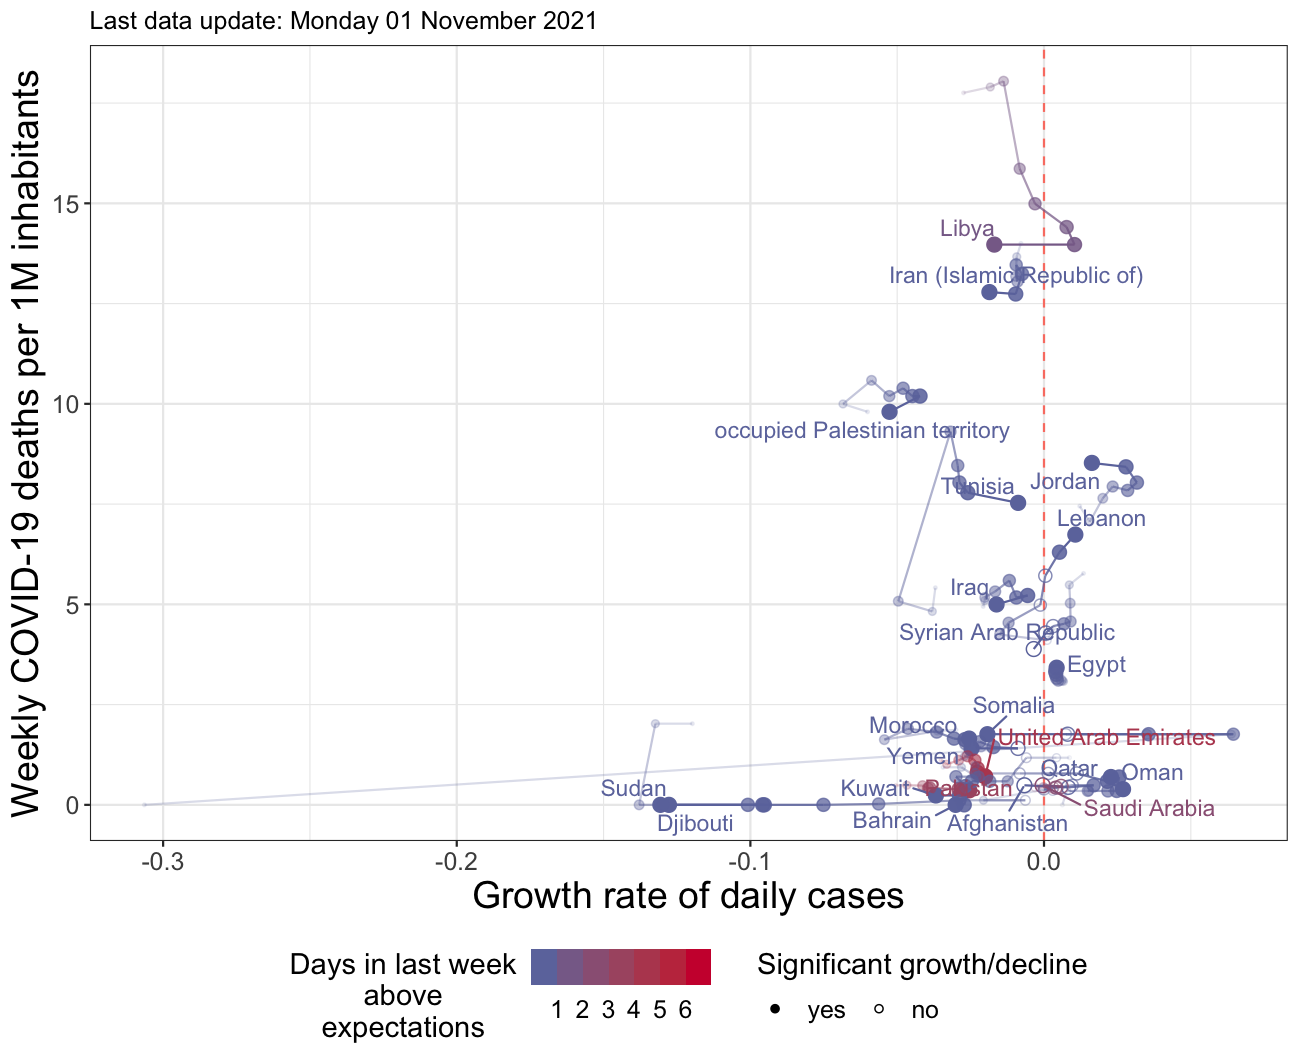 Last data update: Monday 01 November 2021
Weekly COVID-19 deaths per 1M inhabitants
15
10
5
0
Libya
Iran (Islamic Republic of)
occupied Palestinian territory
Tunisia
Jordan
Lebanon
Iraq
Syrian Arab Republic
Egypt
Somalia
Morocco
United Arab Emirates
Yemen
Qatar
Oman
Sudan
Kuwait
Pakistan
Saudi Arabia
Djibouti
Bahrain
Afghanistan
-0.3
-0.2
-0.1
0.0
Growth rate of daily cases
Days in last week
above
expectations
1 2 3 4 5 6
Significant growth/decline
yes
no